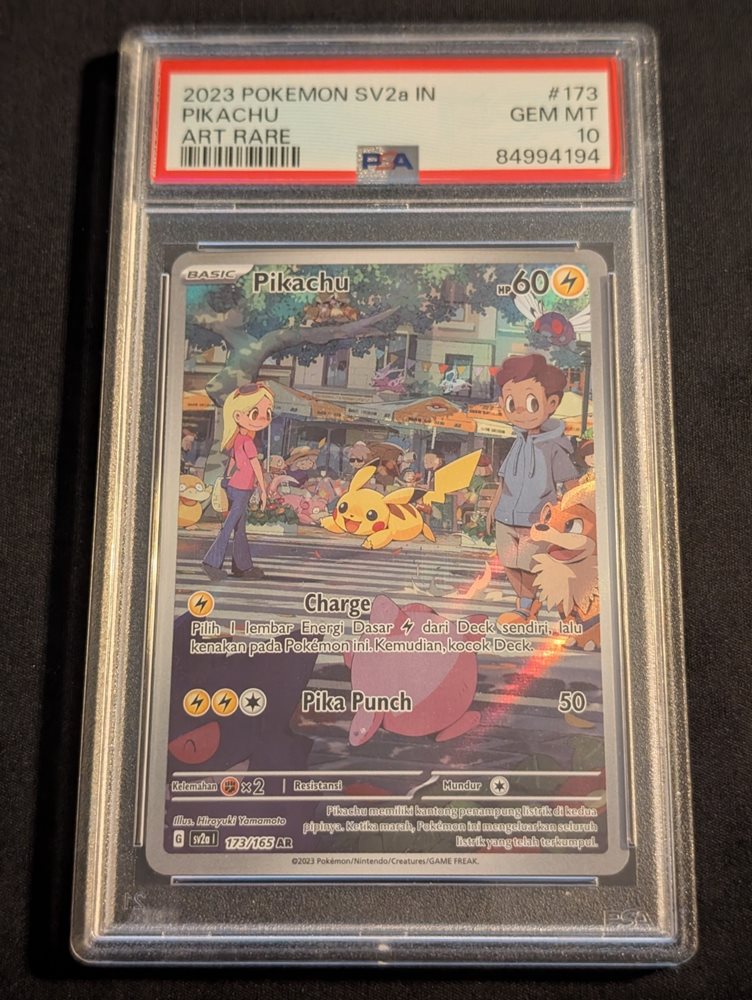 2023 POKEMON SV2a IN #173
PIKACHU GEM MT
ART RARE 10
PSA 84994194
BASIC Pikachu HP 60
Charge
Pilih 1 lembar Energi Dasar dari Deck sendiri, lalu
kenakan pada Pokémon ini. Kemudian, kocok Deck.
Pika Punch 50
Kelemahan ×2 Resistansi Mundur
Illus. Hiroyuki Yamamoto
Pikachu memiliki kantong penampung listrik di kedua
pipinya. Ketika marah, Pokémon ini mengeluarkan seluruh
listrik yang telah terkumpul.
G sv2a I 173/165 AR
©2023 Pokémon/Nintendo/Creatures/GAME FREAK.
PSA